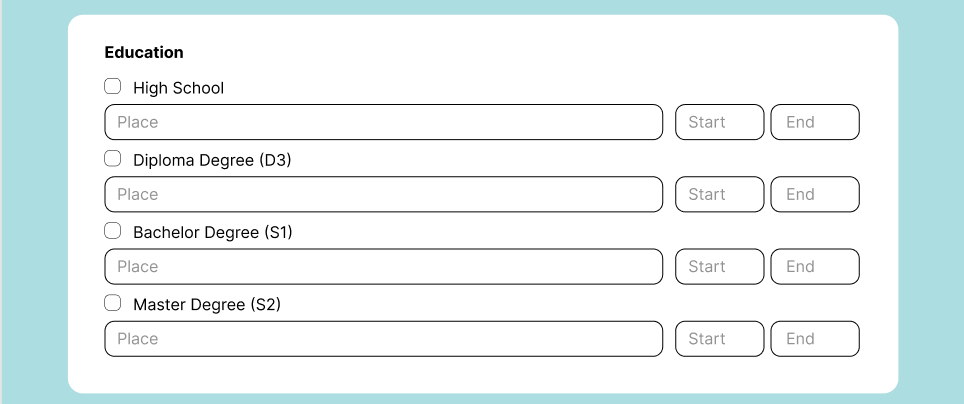 Education
High School
Place Start End
Diploma Degree (D3)
Place Start End
Bachelor Degree (S1)
Place Start End
Master Degree (S2)
Place Start End